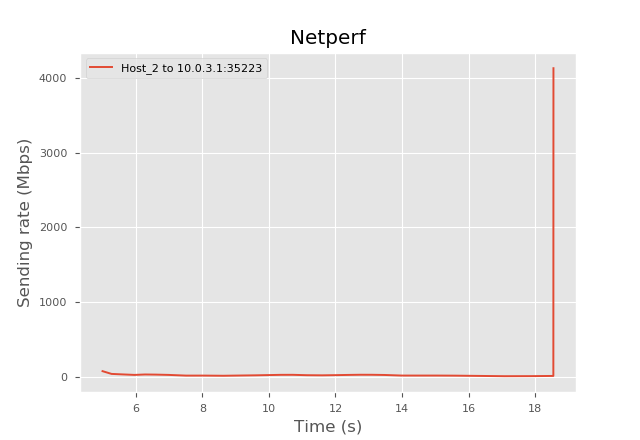 Netperf
Host_2 to 10.0.3.1:35223
4000
3000
2000
1000
0
Sending rate (Mbps)
6 8 10 12 14 16 18
Time (s)